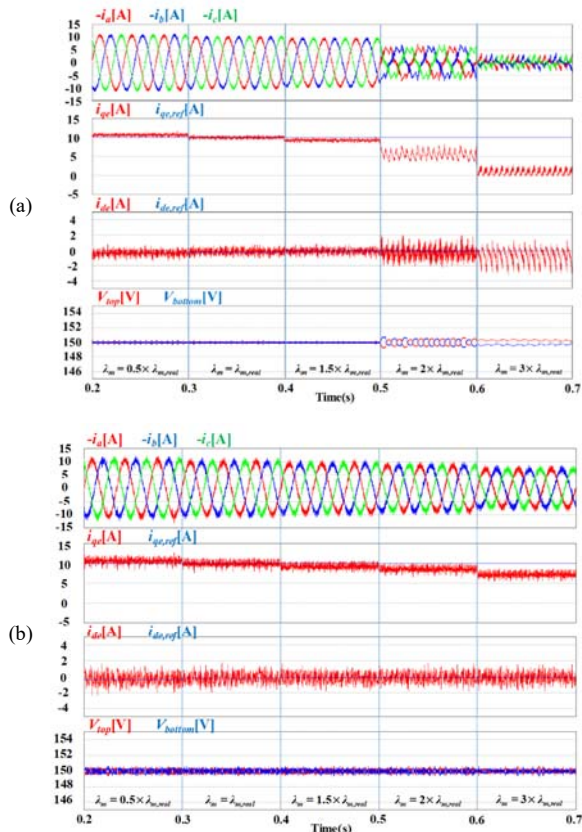 -ia[A] -ib[A] -ic[A]
15
10
5
0
-5
-10
-15
iqe[A] iqe,ref[A]
15
10
5
0
-5
(a)
ide[A] ide,ref[A]
4
2
0
-2
-4
Vtop[V] Vbottom[V]
154
152
150
148
146
λm = 0.5× λm,real λm = λm,real λm = 1.5× λm,real λm = 2× λm,real λm = 3× λm,real
0.2 0.3 0.4 0.5 0.6 0.7
Time(s)
-ia[A] -ib[A] -ic[A]
15
10
5
0
-5
-10
-15
iqe[A] iqe,ref[A]
15
10
5
0
-5
(b)
ide[A] ide,ref[A]
4
2
0
-2
-4
Vtop[V] Vbottom[V]
154
152
150
148
146
λm = 0.5× λm,real λm = λm,real λm = 1.5× λm,real λm = 2× λm,real λm = 3× λm,real
0.2 0.3 0.4 0.5 0.6 0.7
Time(s)